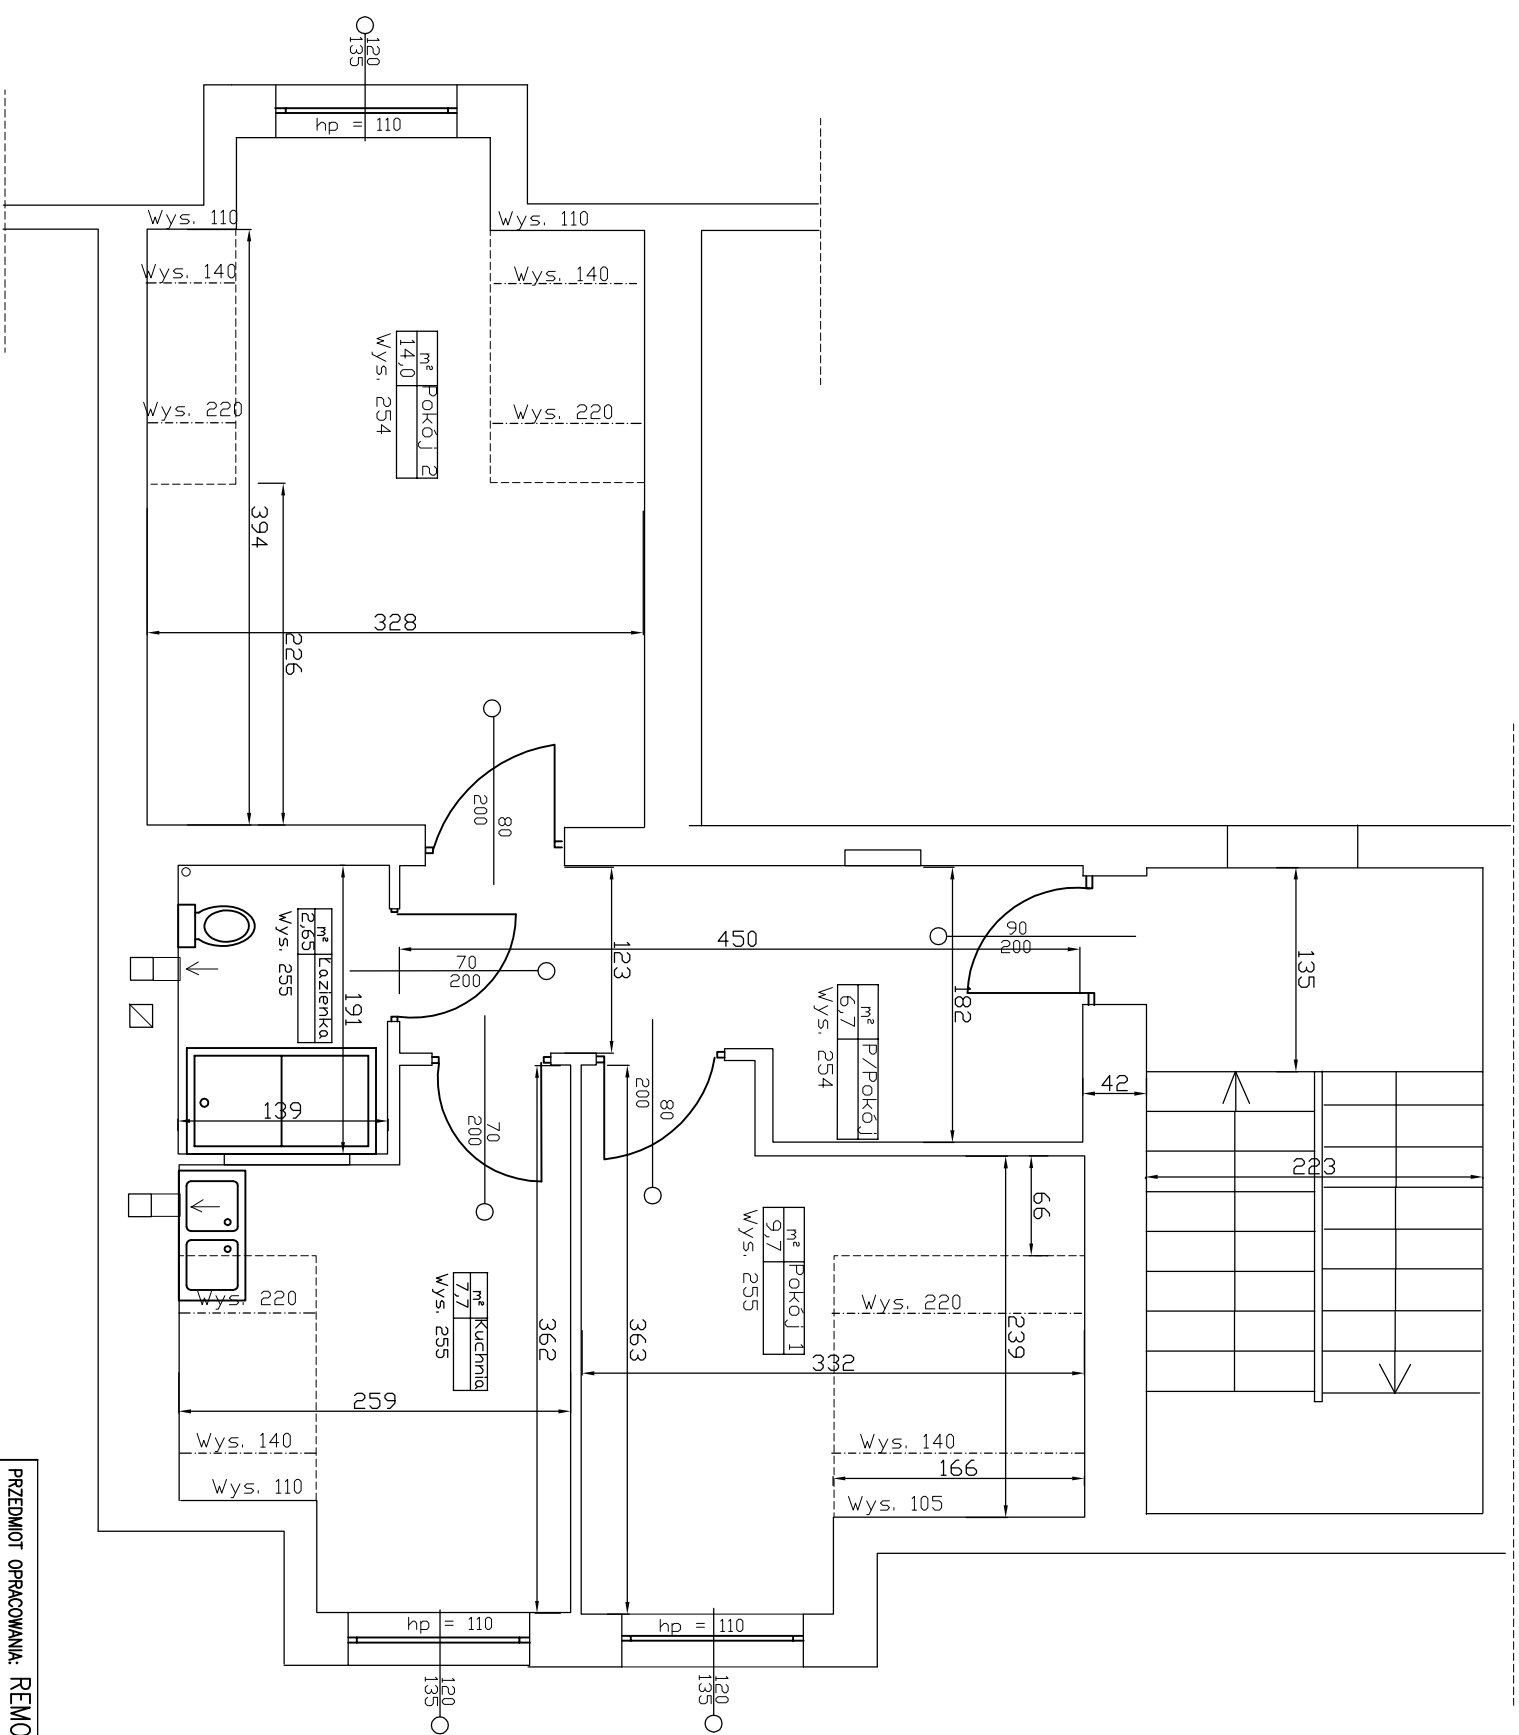 120
135
hp = 110
Wys. 110
Wys. 110
Wys. 140
Wys. 140
m² Pokój 2
14,0
Wys. 254
Wys. 220
Wys. 220
394
328
226
80
200
450
123
90
200
135
70
200
m² Łazienka
2,65
Wys. 255
191
182
m² P/Pokój
6,7
Wys. 254
42
80
200
139
70
200
223
66
m² Pokój 1
9,7
Wys. 255
Wys. 220
Wys. 220
m² Kuchnia
7,7
Wys. 255
362
363
239
332
259
Wys. 140
Wys. 140
166
Wys. 110
Wys. 105
hp = 110
hp = 110
120
135
120
135
PRZEDMIOT OPRACOWANIA: REMO